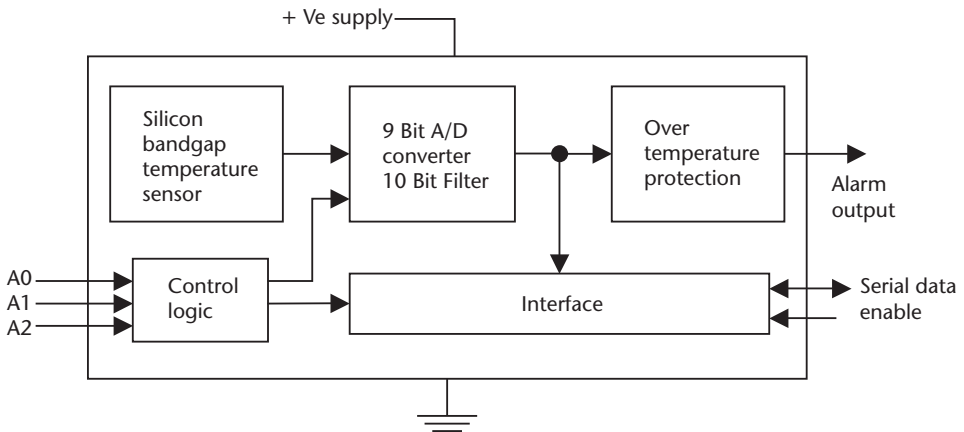 + Ve supply
Silicon
bandgap
temperature
sensor
9 Bit A/D
converter
10 Bit Filter
Over
temperature
protection
Alarm
output
A0
A1
A2
Control
logic
Interface
Serial data
enable